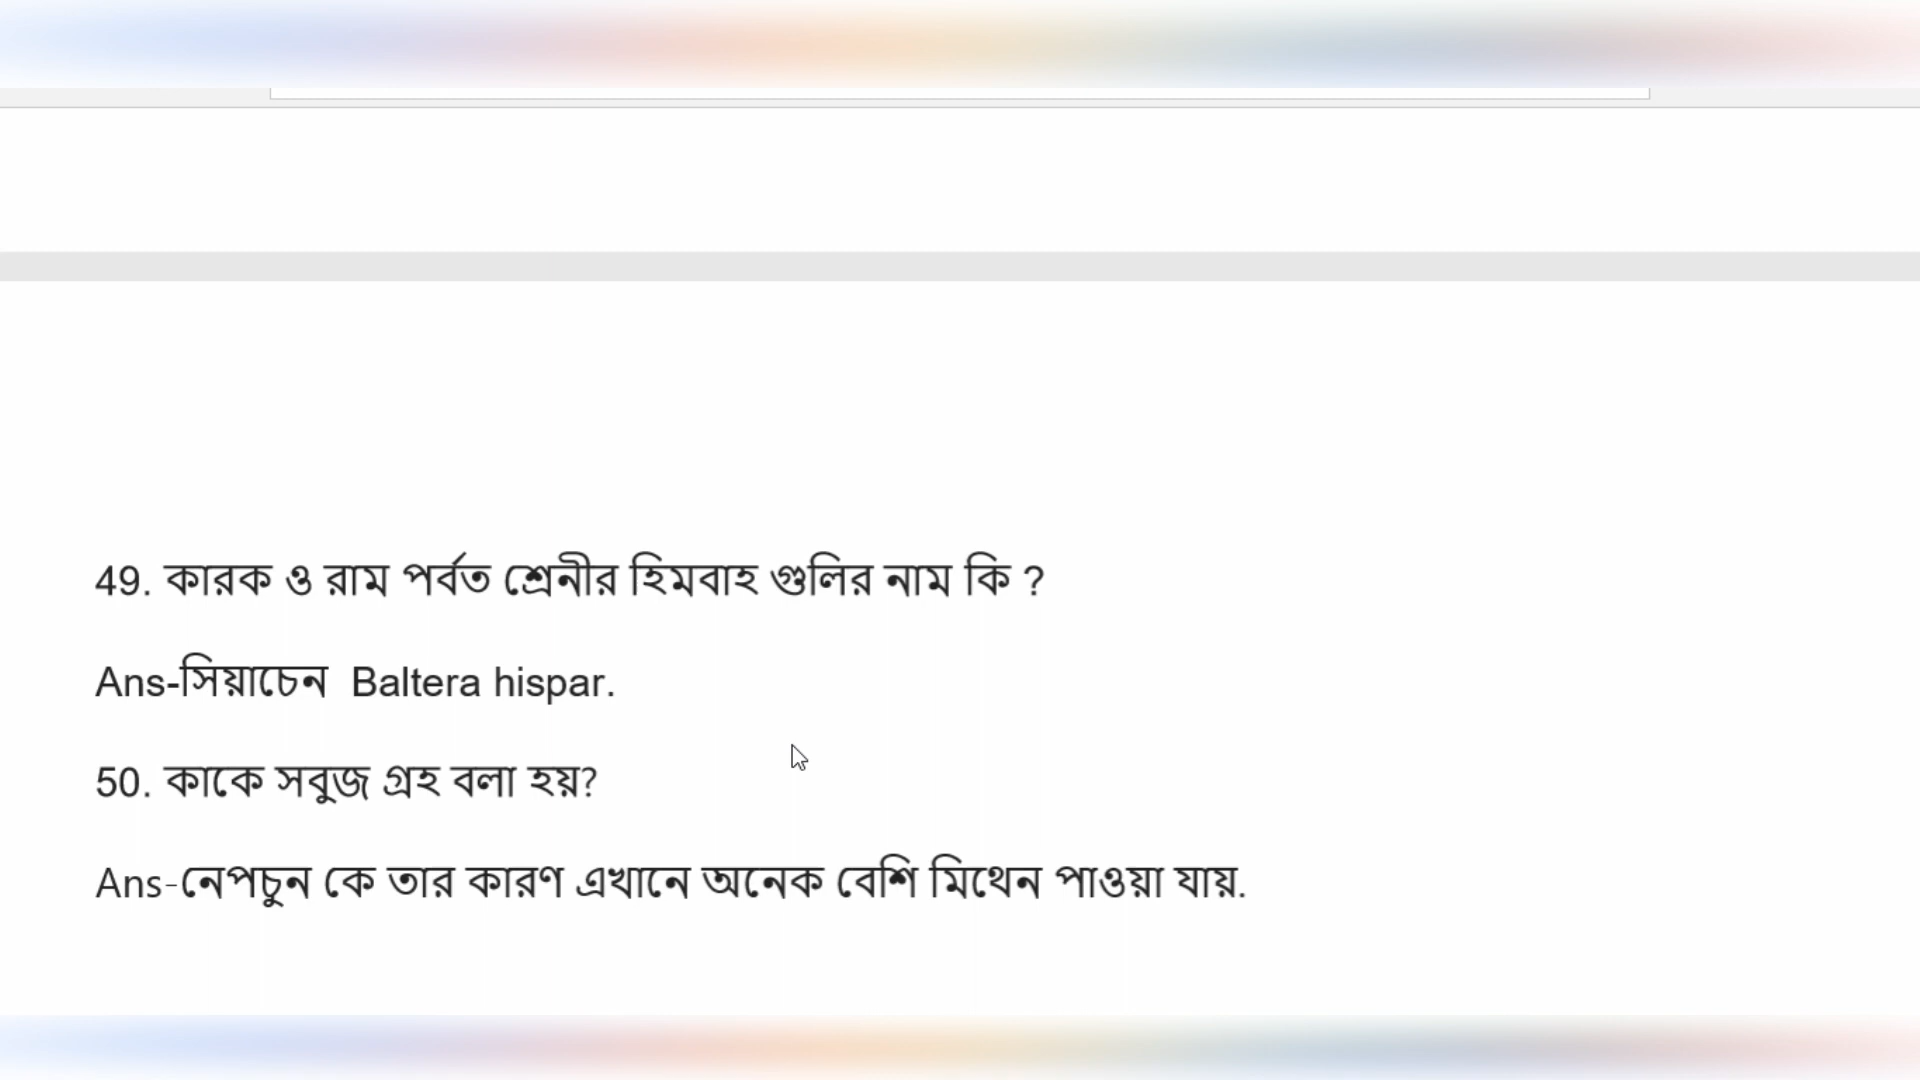 49. কারক ও রাম পর্বত শ্রেনীর হিমবাহ গুলির নাম কি ?
Ans-সিয়াচেন Baltera hispar.
50. কাকে সবুজ গ্রহ বলা হয়?
Ans-নেপচুন কে তার কারণ এখানে অনেক বেশি মিথেন পাওয়া যায়.